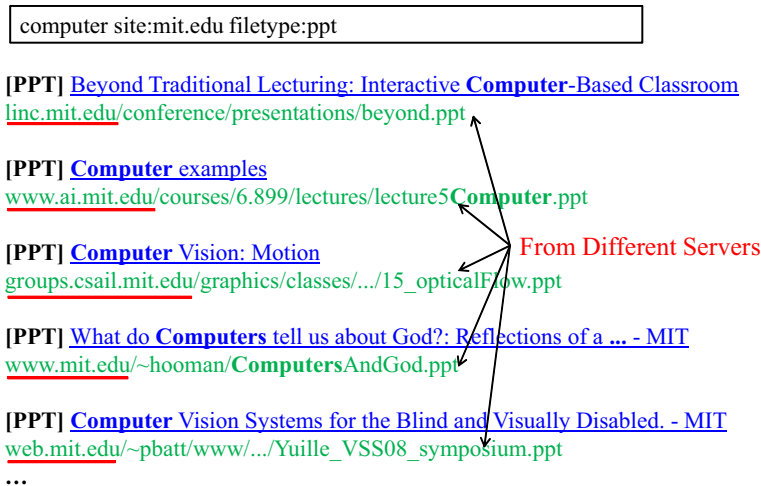 computer site:mit.edu filetype:ppt
[PPT] Beyond Traditional Lecturing: Interactive Computer-Based Classroom
linc.mit.edu/conference/presentations/beyond.ppt
[PPT] Computer examples
www.ai.mit.edu/courses/6.899/lectures/lecture5Computer.ppt
[PPT] Computer Vision: Motion
From Different Servers
groups.csail.mit.edu/graphics/classes/.../15_opticalFlow.ppt
[PPT] What do Computers tell us about God?: Reflections of a ... - MIT
www.mit.edu/~hooman/ComputersAndGod.ppt
[PPT] Computer Vision Systems for the Blind and Visually Disabled. - MIT
web.mit.edu/~pbatt/www/.../Yuille_VSS08_symposium.ppt
...